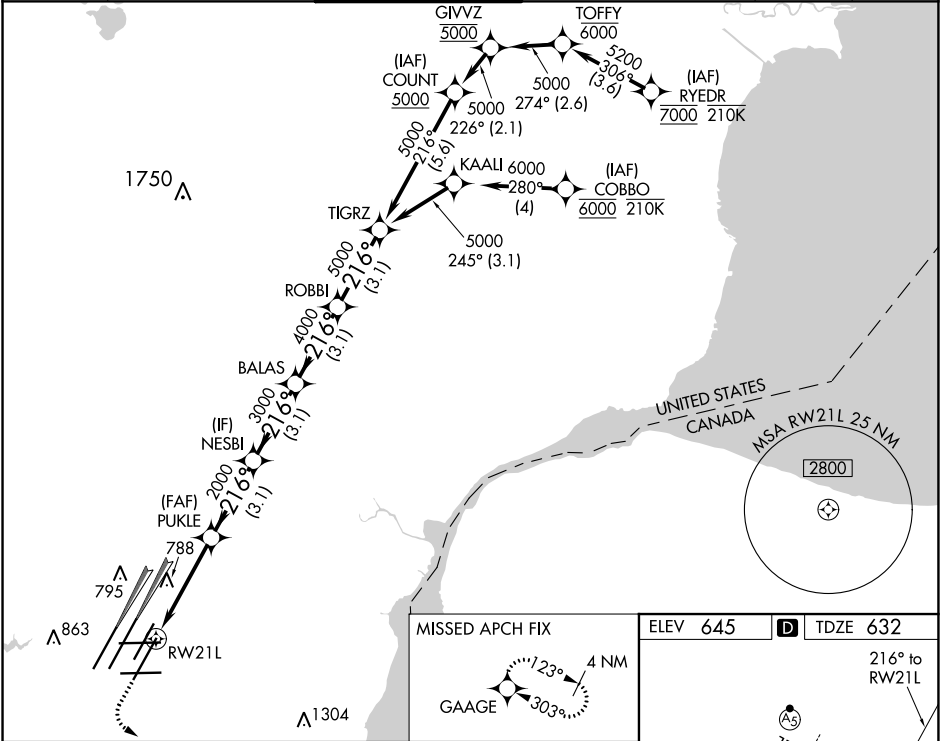 GIVVZ
5000
TOFFY
6000
(IAF)
COUNT
5000
5200
306°
(3.6)
(IAF)
RYEDR
7000 210K
5000
274° (2.6)
5000
226° (2.1)
5000
216°
(5.6)
1750
KAALI
6000
280°
(4)
(IAF)
COBBO
6000 210K
TIGRZ
5000
245° (3.1)
5000
216°
(3.1)
ROBBI
4000
216°
(3.1)
BALAS
3000
216°
(3.1)
(IF)
NESBI
2000
216°
(3.1)
(FAF)
PUKLE
UNITED STATES
CANADA
MSA RW21L 25 NM
2800
788
795
863
RW21L
1304
MISSED APCH FIX
123°
4 NM
GAAGE
303°
ELEV 645
D
TDZE 632
216° to
RW21L
A5